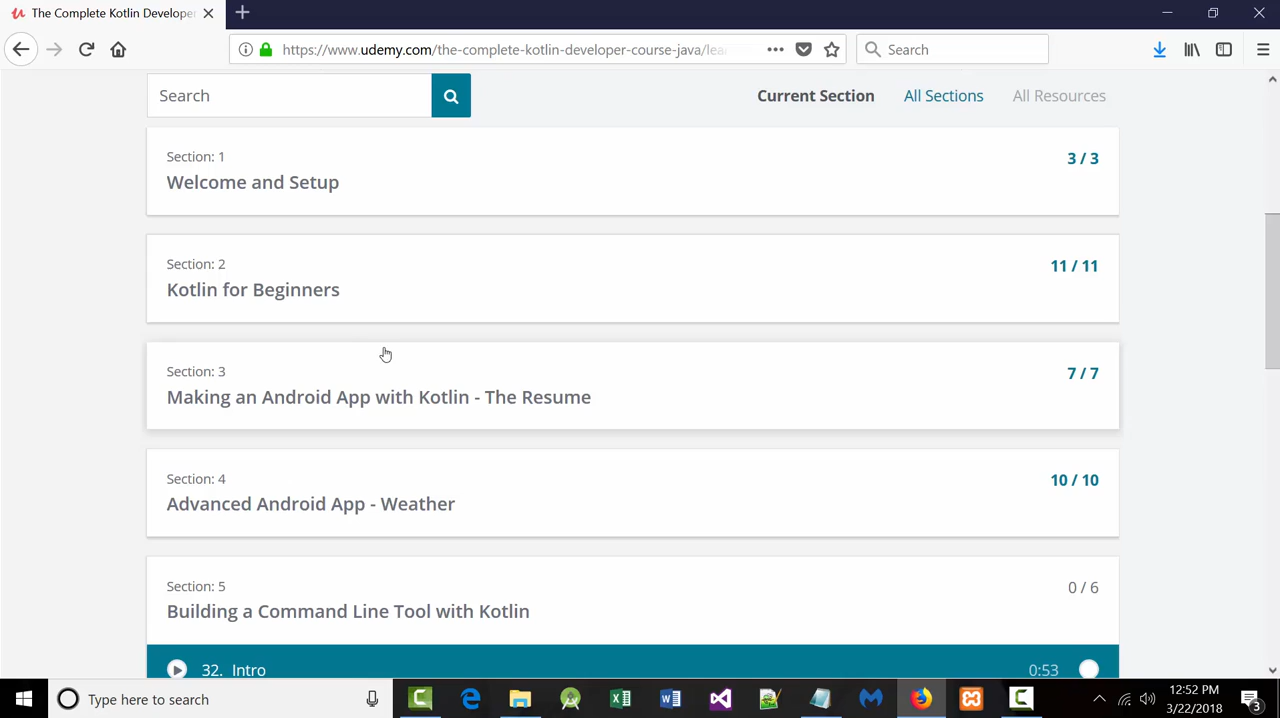 The Complete Kotlin Developer
https://www.udemy.com/the-complete-kotlin-developer-course-java/lea
Search
Search
Current Section
All Sections
All Resources
Section: 1
3 / 3
Welcome and Setup
Section: 2
11 / 11
Kotlin for Beginners
Section: 3
7 / 7
Making an Android App with Kotlin - The Resume
Section: 4
10 / 10
Advanced Android App - Weather
Section: 5
0 / 6
Building a Command Line Tool with Kotlin
32. Intro
0:53
Type here to search
12:52 PM
3/22/2018
3